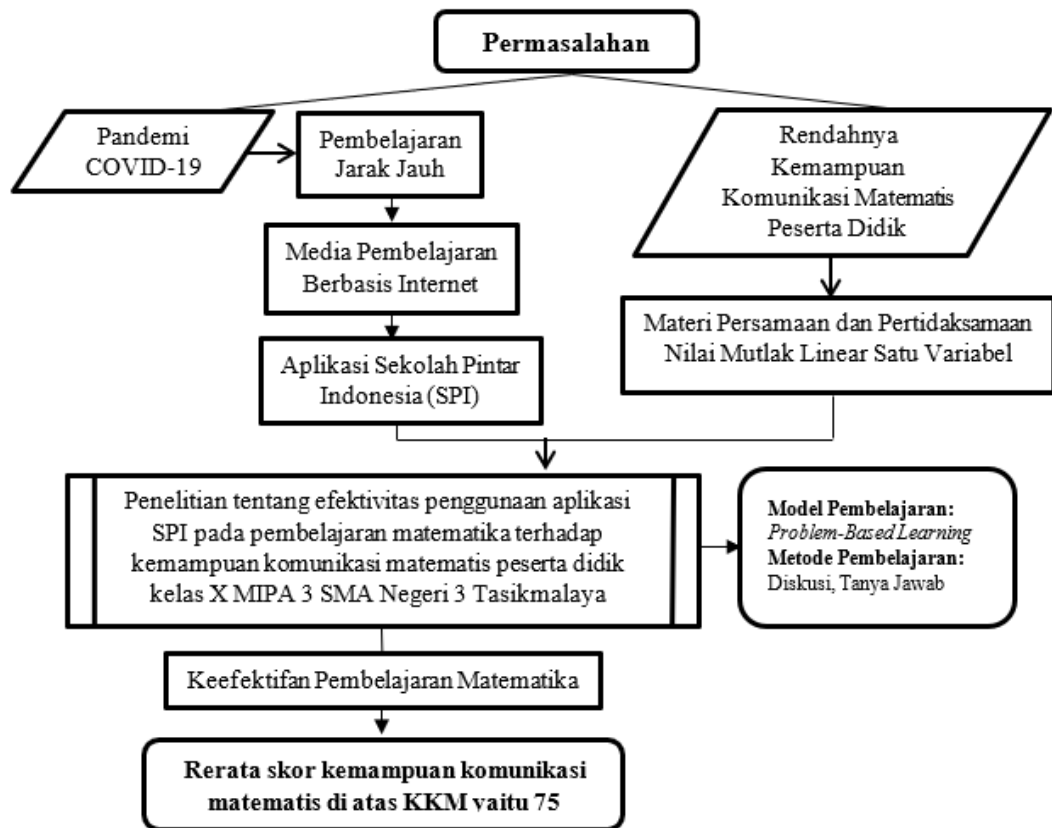 Permasalahan
Pandemi
COVID-19
Pembelajaran
Jarak Jauh
Rendahnya
Kemampuan
Komunikasi Matematis
Peserta Didik
Media Pembelajaran
Berbasis Internet
Materi Persamaan dan Pertidaksamaan
Nilai Mutlak Linear Satu Variabel
Aplikasi Sekolah Pintar
Indonesia (SPI)
Penelitian tentang efektivitas penggunaan aplikasi
SPI pada pembelajaran matematika terhadap
kemampuan komunikasi matematis peserta didik
kelas X MIPA 3 SMA Negeri 3 Tasikmalaya
Model Pembelajaran:
Problem-Based Learning
Metode Pembelajaran:
Diskusi, Tanya Jawab
Keefektifan Pembelajaran Matematika
Rerata skor kemampuan komunikasi
matematis di atas KKM yaitu 75